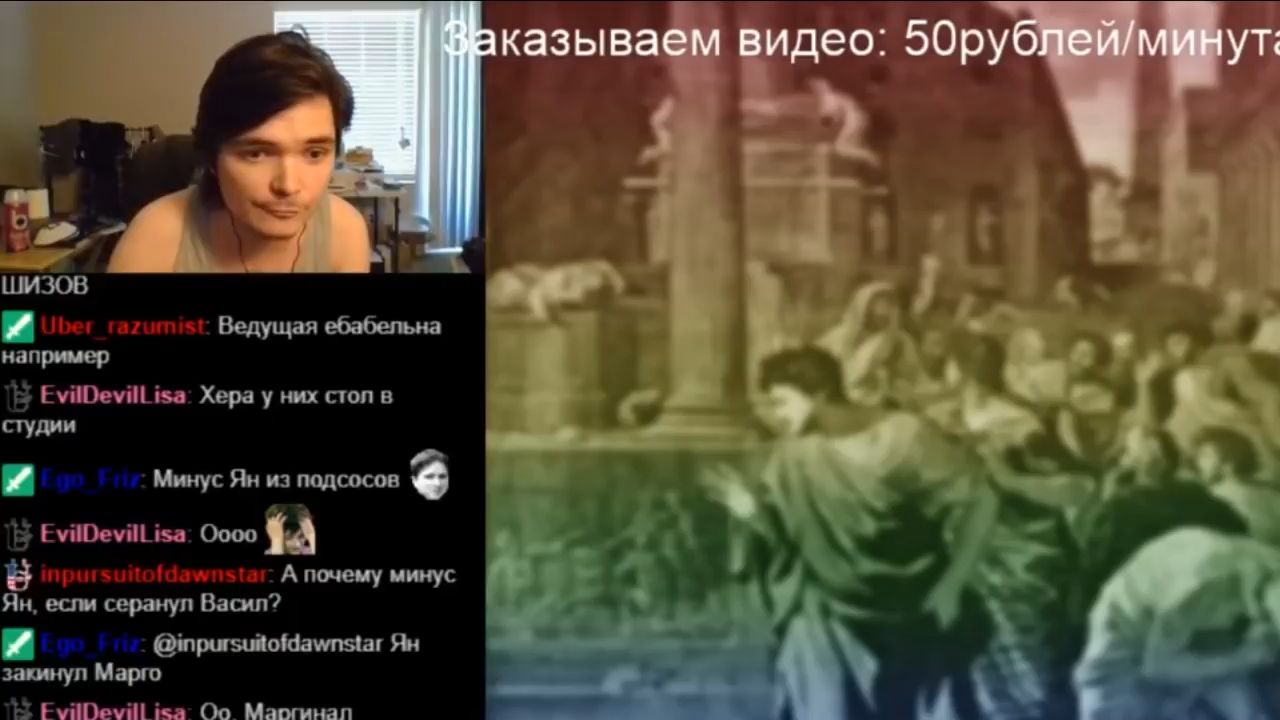 Заказываем видео: 50рублей/минута
ШИЗОВ
Uber_razumist: Ведущая ебабельна
например
EvilDevilLisa: Хера у них стол в
студии
Ego_Friz: Минус Ян из подсосов
EvilDevilLisa: Оооо
inpursuitofdawnstar: А почему минус
Ян, если серанул Васил?
Ego_Friz: @inpursuitofdawnstar Ян
закинул Марго
EvilDevilLisa: Оо, Маргинал